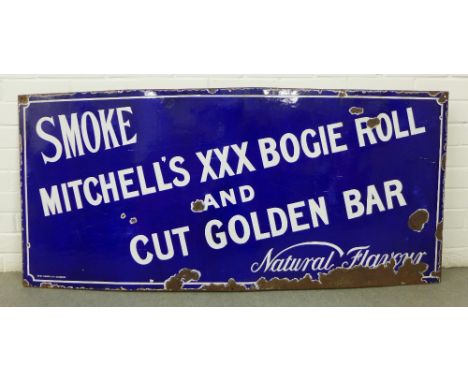 SMOKE
MITCHELL'S XXX BOGIE ROLL
AND
CUT GOLDEN BAR
Natural Flavour